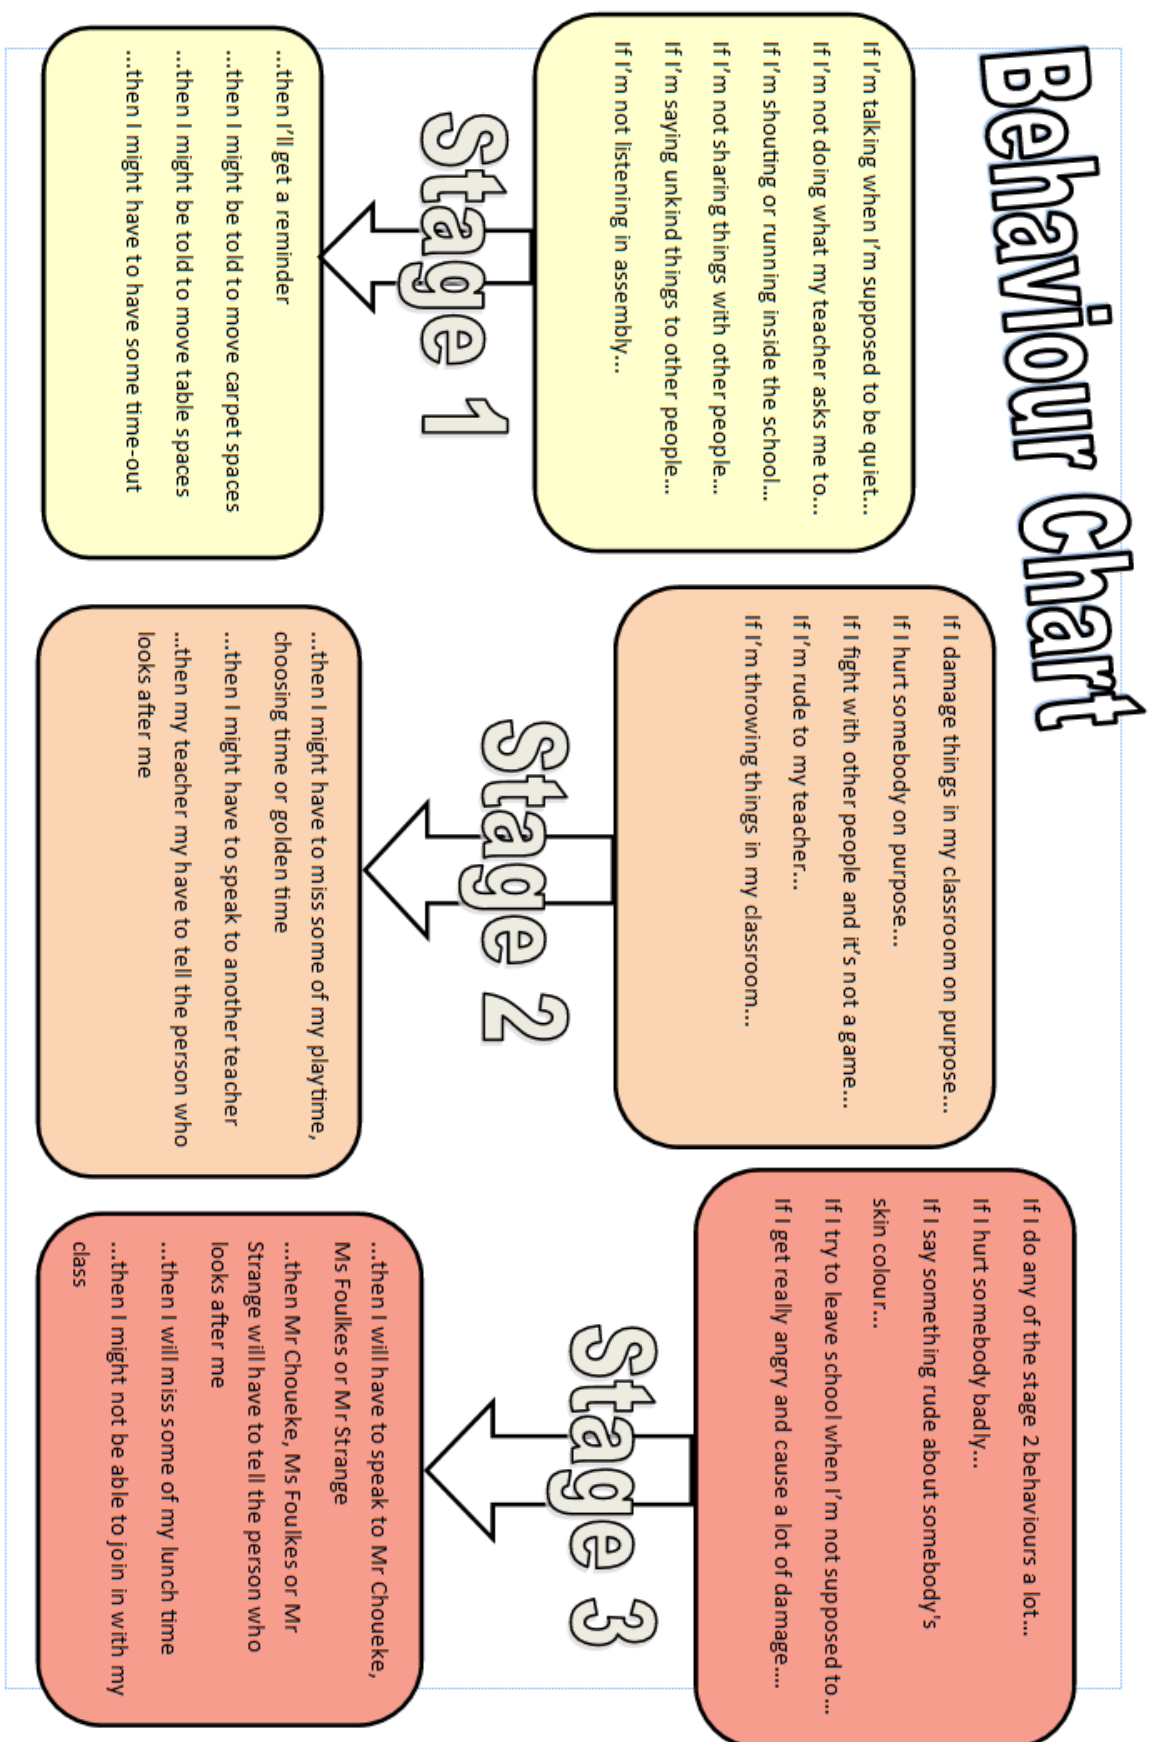 Behaviour Chart
If I'm talking when I'm supposed to be quiet...
If I'm not doing what my teacher asks me to...
If I'm shouting or running inside the school...
If I'm not sharing things with other people...
If I'm saying unkind things to other people...
If I'm not listening in assembly...
Stage 1
...then I'll get a reminder
...then I might be told to move carpet spaces
...then I might be told to move table spaces
...then I might have to have some time-out
If I damage things in my classroom on purpose...
If I hurt somebody on purpose...
If I fight with other people and it's not a game...
If I'm rude to my teacher...
If I'm throwing things in my classroom...
Stage 2
...then I might have to miss some of my playtime,
choosing time or golden time
...then I might have to speak to another teacher
...then my teacher my have to tell the person who
looks after me
If I do any of the stage 2 behaviours a lot...
If I hurt somebody badly...
If I say something rude about somebody's
skin colour...
If I try to leave school when I'm not supposed to...
If I get really angry and cause a lot of damage....
Stage 3
...then I will have to speak to Mr Choueke,
Ms Foulkes or Mr Strange
....then Mr Choueke, Ms Foulkes or Mr
Strange will have to tell the person who
looks after me
....then I will miss some of my lunch time
....then I might not be able to join in with my
class